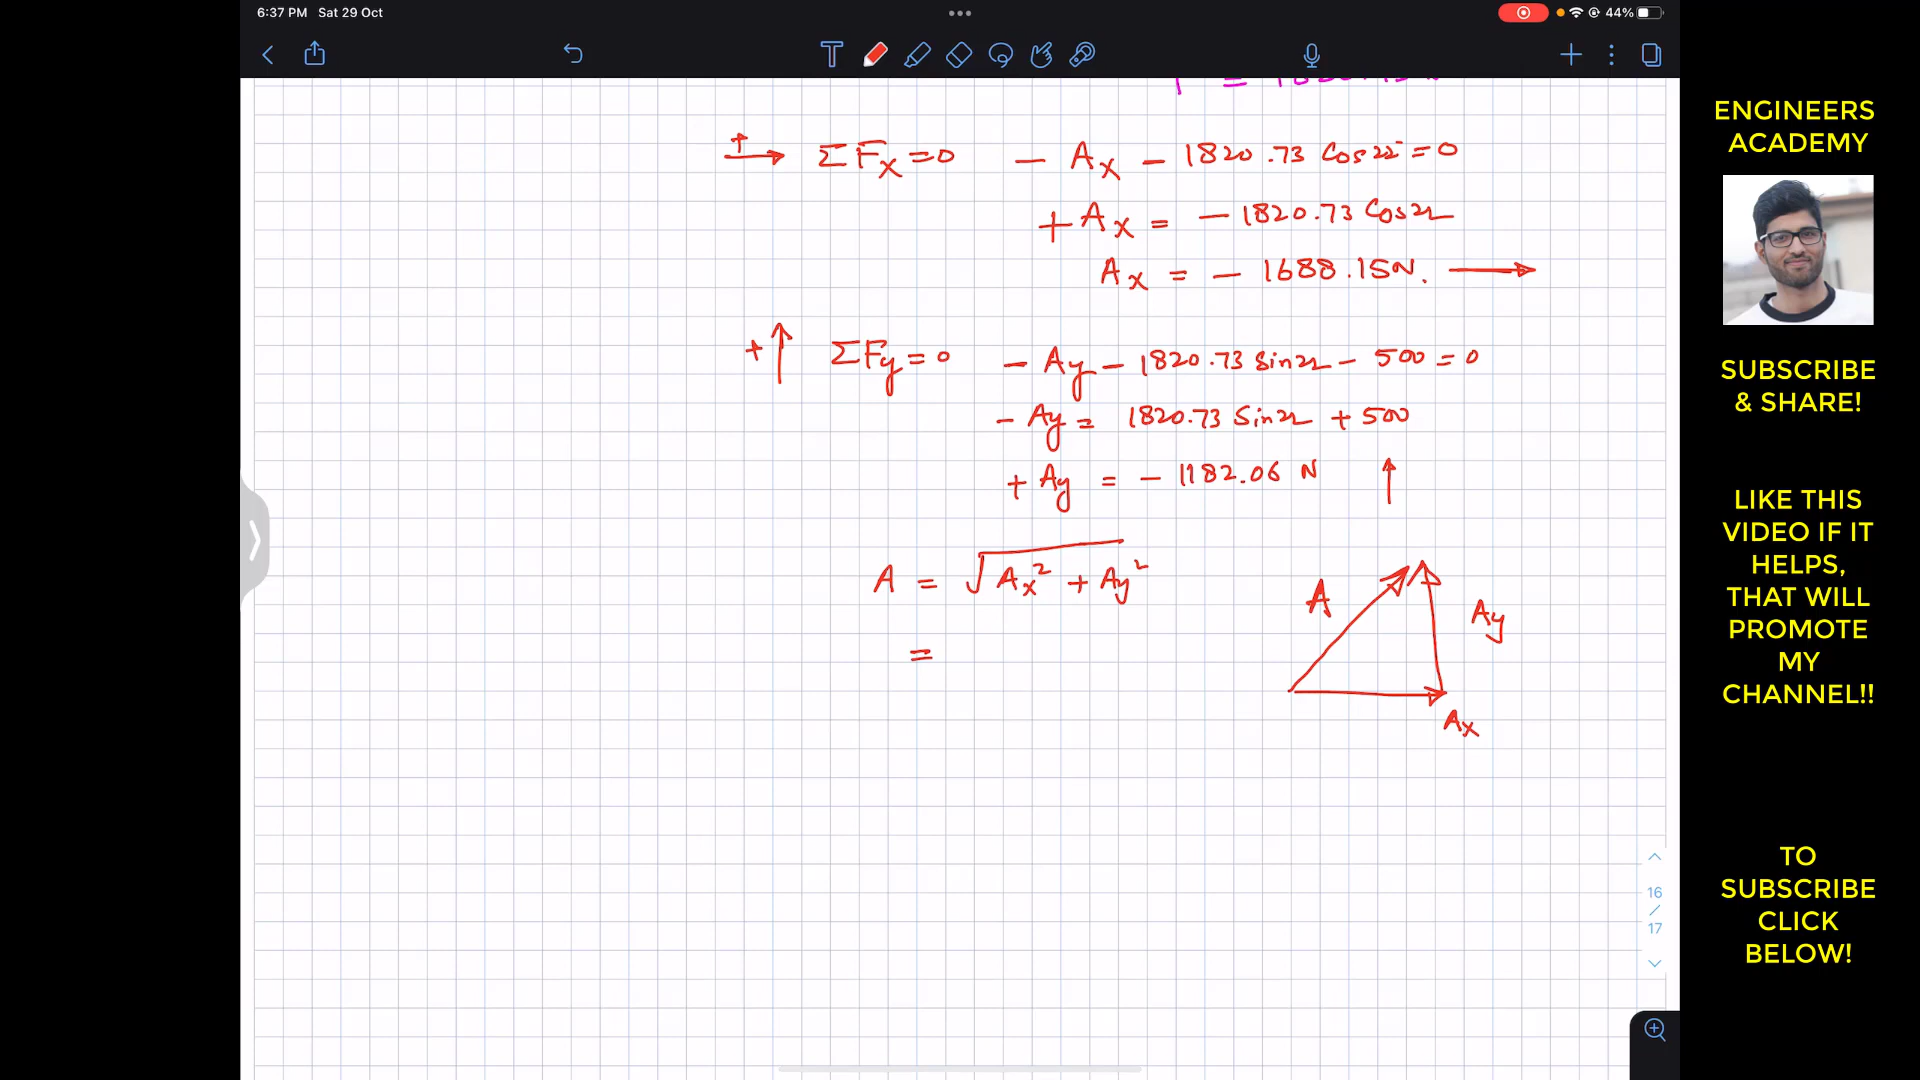 6:37 PM Sat 29 Oct
44%
T
+ → ΣFx = 0 - Ax - 1820.73 Cos22 = 0
+ Ax = - 1820.73 Cos22
Ax = - 1688.15N. →
+ ↑ ΣFy = 0 - Ay - 1820.73 Sin22 - 500 = 0
- Ay = 1820.73 Sin22 + 500
+ Ay = - 1182.06 N ↑
A = √Ax² + Ay²
=
A
Ay
Ax
16
/
17
ENGINEERS
ACADEMY
SUBSCRIBE
& SHARE!
LIKE THIS
VIDEO IF IT
HELPS,
THAT WILL
PROMOTE
MY
CHANNEL!!
TO
SUBSCRIBE
CLICK
BELOW!